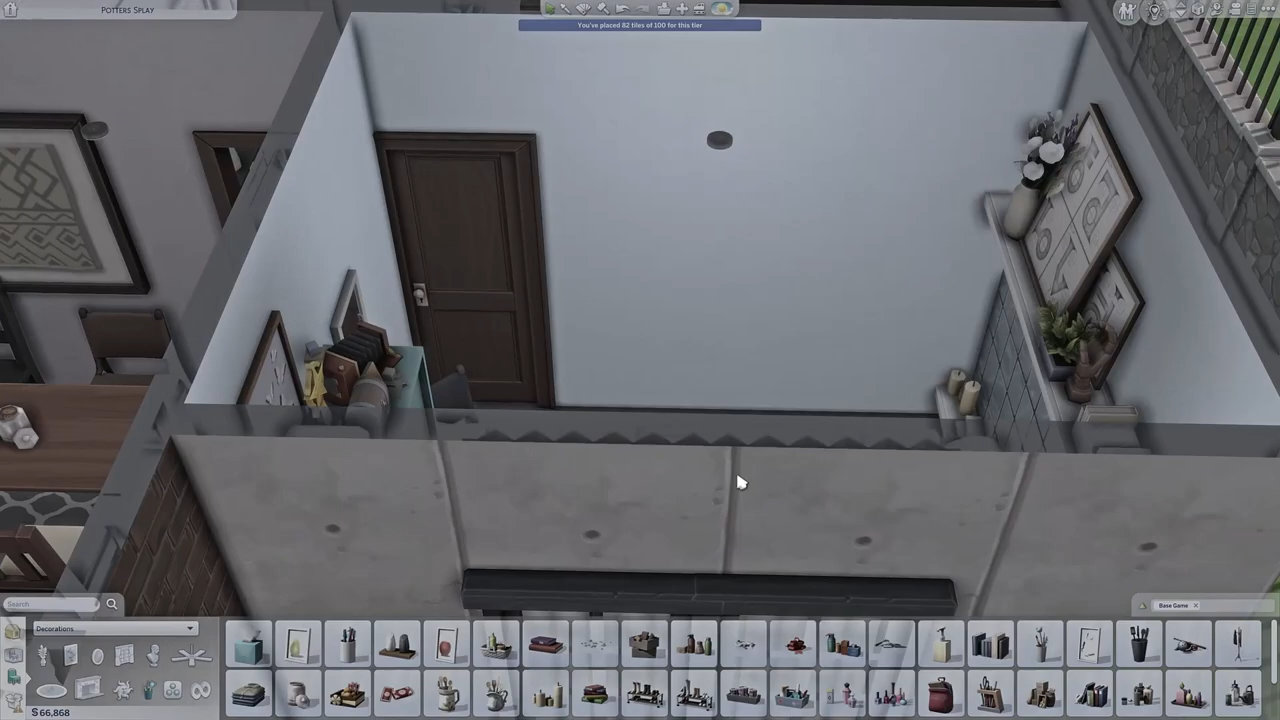 POTTERS SPLAY
You've placed 82 tiles of 100 for this tier
Search
Base Game
Decorations
§66,868